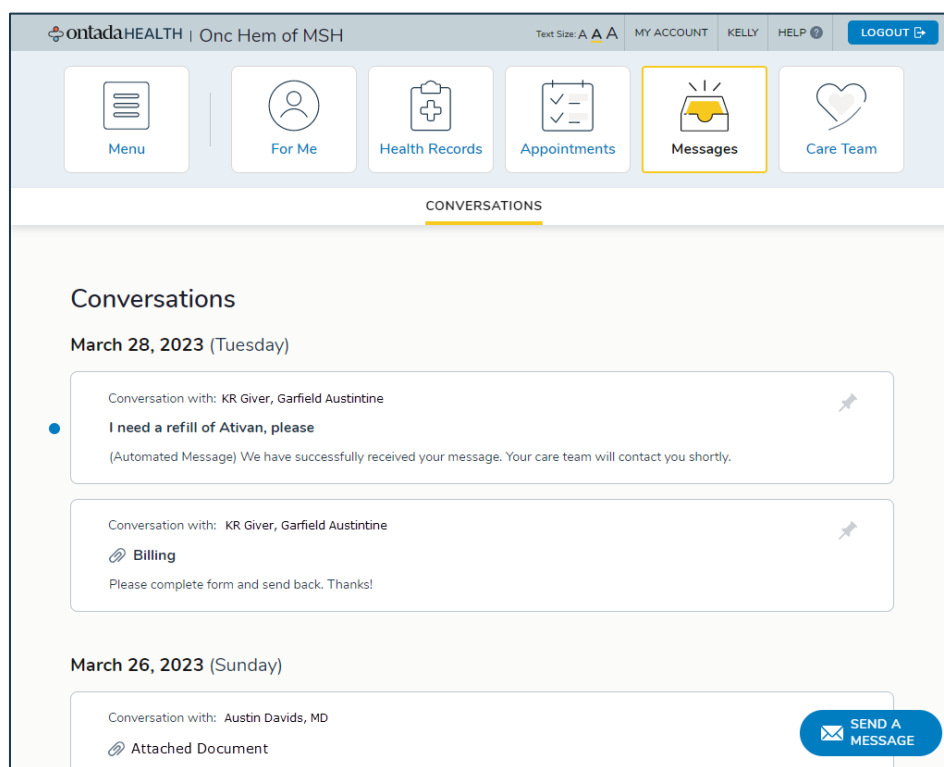 ontada HEALTH | Onc Hem of MSH
Text Size: A A A
MY ACCOUNT
KELLY
HELP ?
LOGOUT
Menu
For Me
Health Records
Appointments
Messages
Care Team
CONVERSATIONS
Conversations
March 28, 2023 (Tuesday)
Conversation with: KR Giver, Garfield Austintine
I need a refill of Ativan, please
(Automated Message) We have successfully received your message. Your care team will contact you shortly.
Conversation with: KR Giver, Garfield Austintine
Billing
Please complete form and send back. Thanks!
March 26, 2023 (Sunday)
Conversation with: Austin Davids, MD
Attached Document
SEND A
MESSAGE